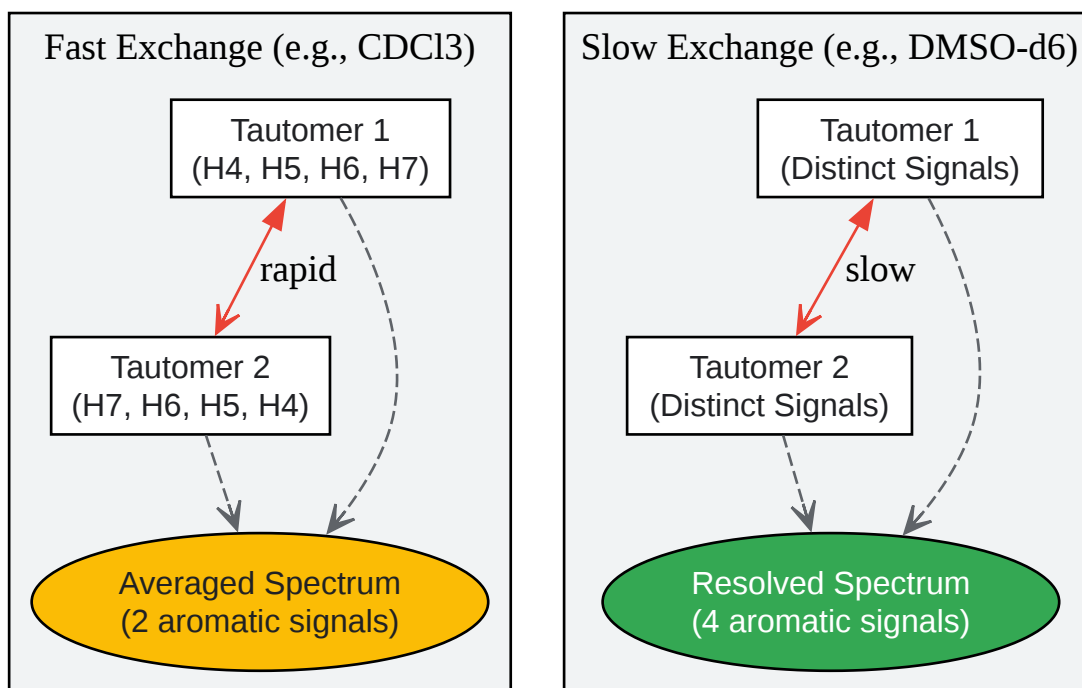 Fast Exchange (e.g., CDCl3)
Tautomer 1
(H4, H5, H6, H7)
rapid
Tautomer 2
(H7, H6, H5, H4)
Averaged Spectrum
(2 aromatic signals)
Slow Exchange (e.g., DMSO-d6)
Tautomer 1
(Distinct Signals)
slow
Tautomer 2
(Distinct Signals)
Resolved Spectrum
(4 aromatic signals)